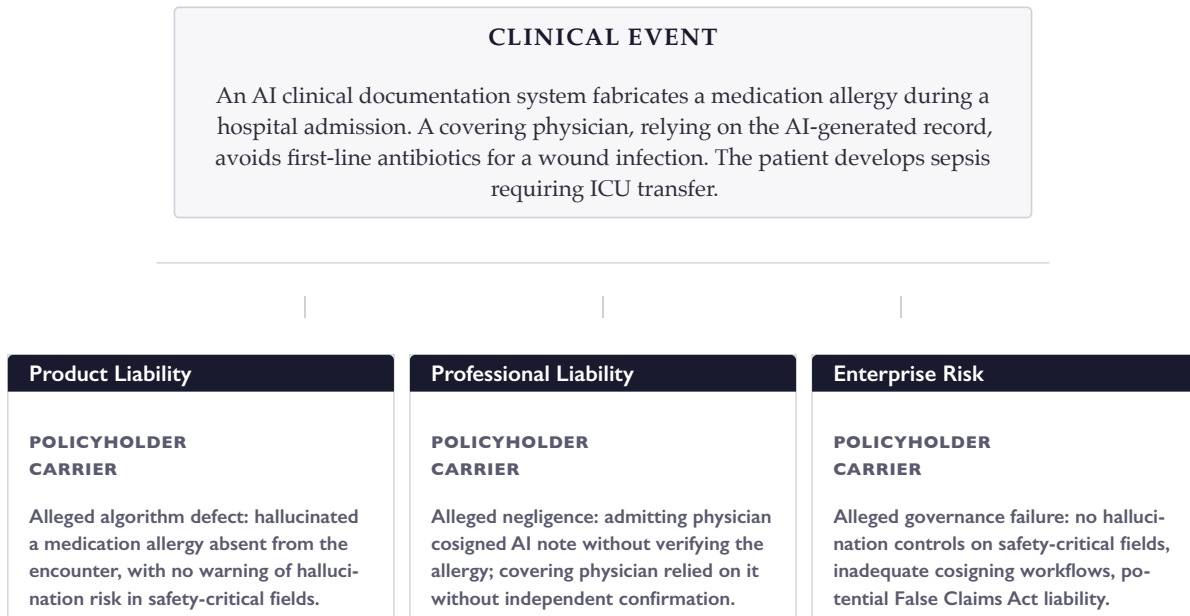 CLINICAL EVENT
An AI clinical documentation system fabricates a medication allergy during a
hospital admission. A covering physician, relying on the AI-generated record,
avoids first-line antibiotics for a wound infection. The patient develops sepsis
requiring ICU transfer.
Product Liability
POLICYHOLDER
CARRIER
Alleged algorithm defect: hallucinated
a medication allergy absent from the
encounter, with no warning of halluci-
nation risk in safety-critical fields.
Professional Liability
POLICYHOLDER
CARRIER
Alleged negligence: admitting physician
cosigned AI note without verifying the
allergy; covering physician relied on it
without independent confirmation.
Enterprise Risk
POLICYHOLDER
CARRIER
Alleged governance failure: no halluci-
nation controls on safety-critical fields,
inadequate cosigning workflows, po-
tential False Claims Act liability.